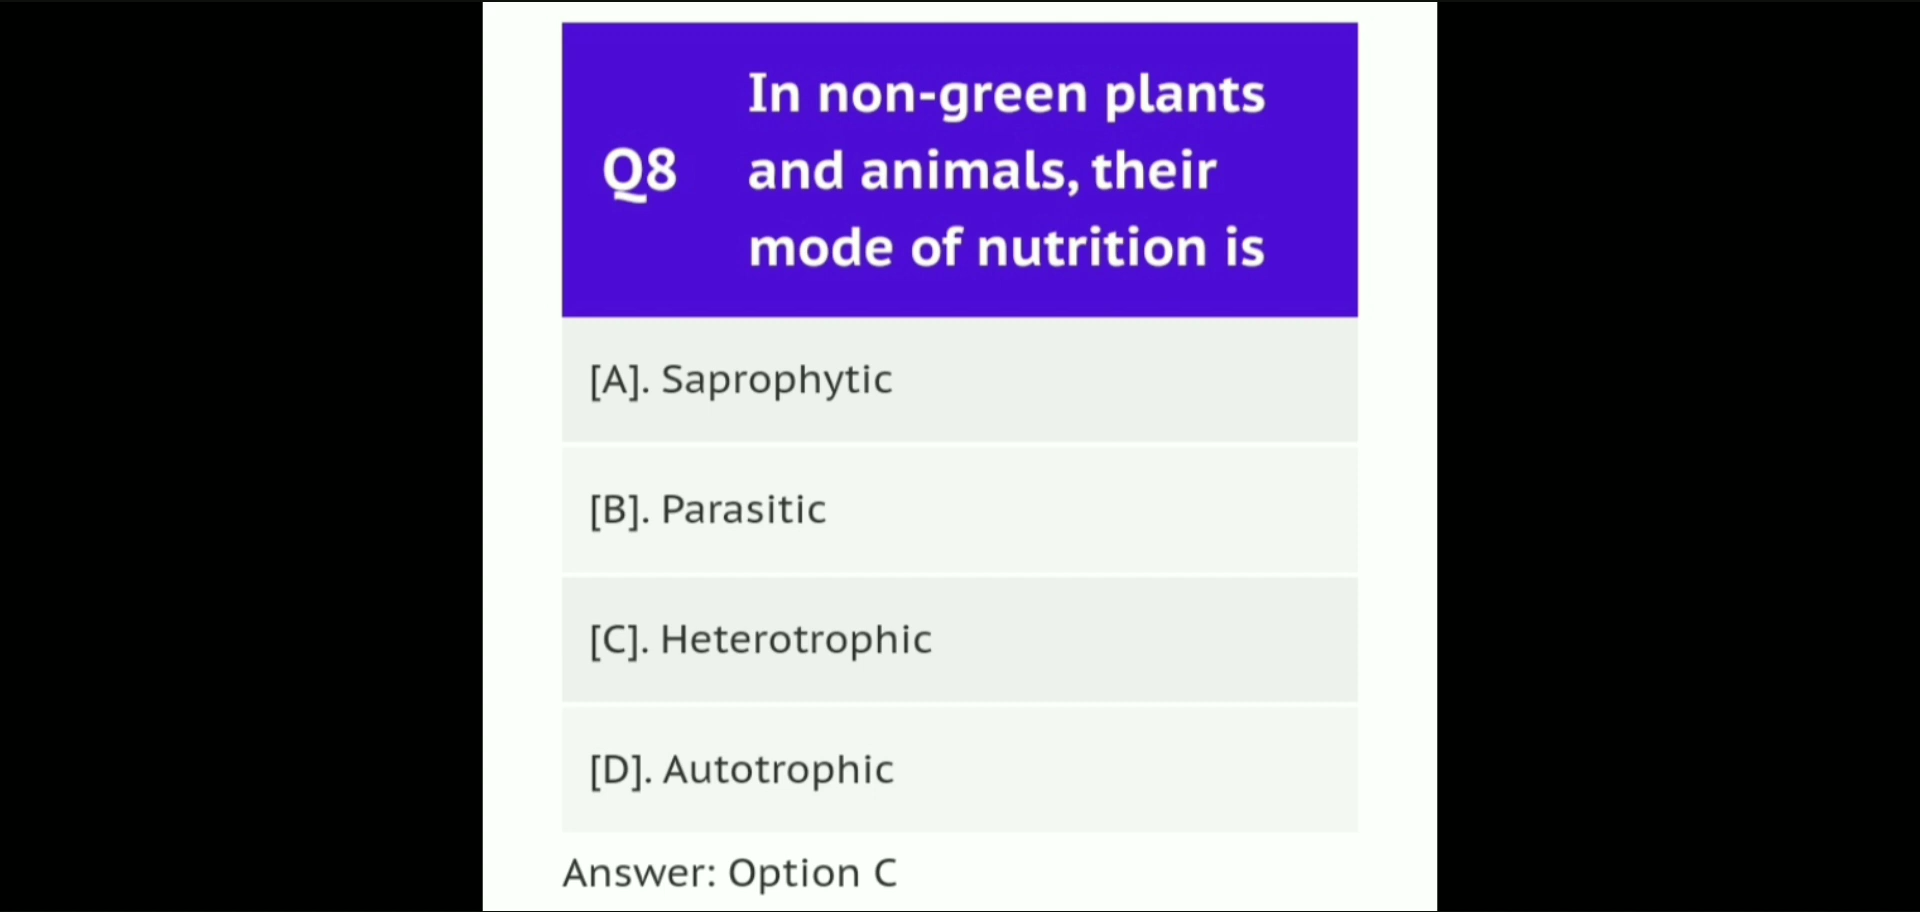 Q8
In non-green plants
and animals, their
mode of nutrition is
[A]. Saprophytic
[B]. Parasitic
[C]. Heterotrophic
[D]. Autotrophic
Answer: Option C